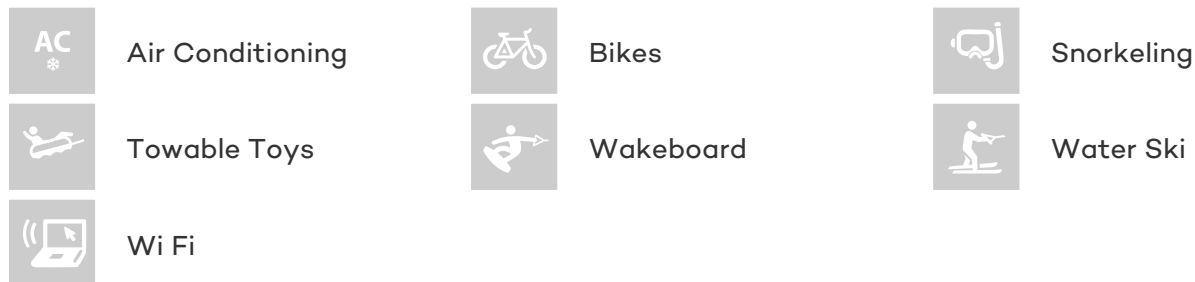 AC
Air Conditioning
Bikes
Snorkeling
Towable Toys
Wakeboard
Water Ski
Wi Fi